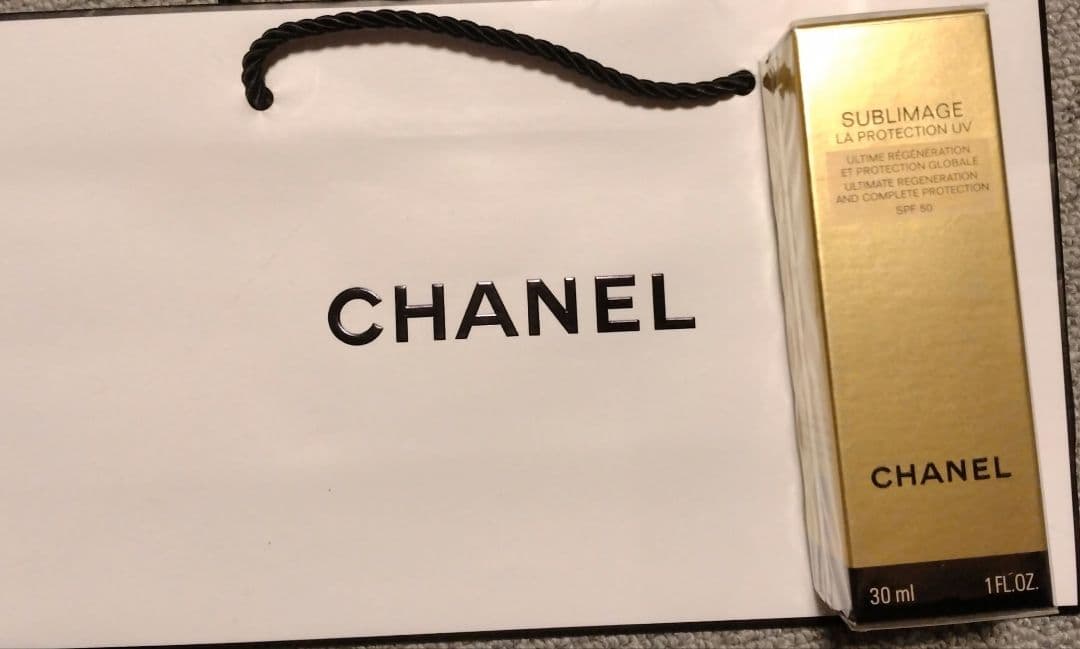 CHANEL
SUBLIMAGE
LA PROTECTION UV
ULTIME RÉGÉNÉRATION
ET PROTECTION GLOBALE
ULTIMATE REGENERATION
AND COMPLETE PROTECTION
SPF 50
CHANEL
30 ml 1 FL.OZ.